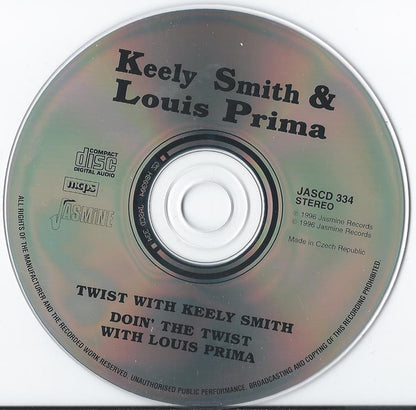 Keely Smith &
Louis Prima
COMPACT
disc
DIGITAL AUDIO
mcps
JASMINE
JASCD 334
STEREO
℗ 1996 Jasmine Records
© 1996 Jasmine Records
Made in Czech Republic
TWIST WITH KEELY SMITH
DOIN' THE TWIST
WITH LOUIS PRIMA
ALL RIGHTS OF THE MANUFACTURER AND THE RECORDED WORK RESERVED. UNAUTHORISED PUBLIC PERFORMANCE. BROADCASTING AND COPYING OF THIS RECORDING PROHIBITED.